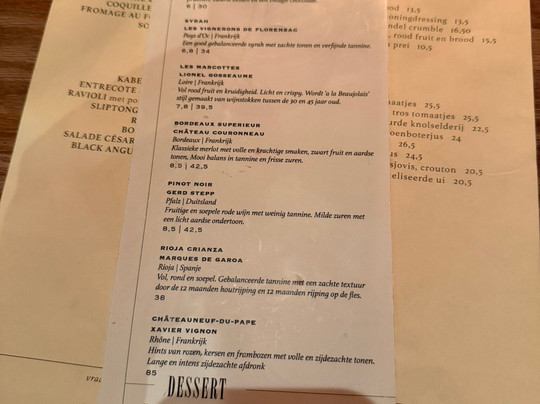 COQUILLE
FROMAGE AU F
SO
KABE
ENTRECOTE
RAVIOLI met po
SLIPTONG
R
BO
SALADE CÉSAR
BLACK ANGU
vraa
6 | 30
SYRAH
LES VIGNERONS DE FLORENSAC
Pays d'Oc | Frankrijk
Een goed gebalanceerde syrah met zachte tonen en verfijnde tannine.
6,8 | 34
LES MARCOTTES
LIONEL GOSSEAUME
Loire | Frankrijk
Vol rood fruit en kruidigheid. Licht en crispy. Wordt 'a la Beaujolais'
stijl gemaakt van wijnstokken tussen de 30 en 45 jaar oud.
7,8 | 39,5
BORDEAUX SUPERIEUR
CHÂTEAU COURONNEAU
Bordeaux | Frankrijk
Klassieke merlot met volle en krachtige smaken, zwart fruit en aardse
tonen, Mooi balans in tannine en frisse zuren.
8,5 | 42,5
PINOT NOIR
GERD STEPP
Pfalz | Duitsland
Fruitige en soepele rode wijn met weinig tannine. Milde zuren met
een licht aardse ondertoon.
8,5 | 42,5
RIOJA CRIANZA
MARQUES DE GAROA
Rioja | Spanje
Vol, rond en soepel. Gebalanceerde tannine met een zachte textuur
door de 12 maanden houtrijping en 12 maanden rijping op de fles.
38
CHÂTEAUNEUF-DU-PAPE
XAVIER VIGNON
Rhône | Frankrijk
Hints van rozen, kersen en frambozen met volle en zijdezachte tonen.
Lange en intens zijdezachte afdronk
85
DESSERT
13,5
oningdressing 13,5
ndel crumble 16,50
, rood fruit en brood 15,5
n prei 10,5
omaatjes 25,5
tros tomaatjes 25,5
urde knolselderij 22,5
roenboterjus 24
26,5
us 24,5
sjovis, crouton 20,5
eliseerde ui 20,5